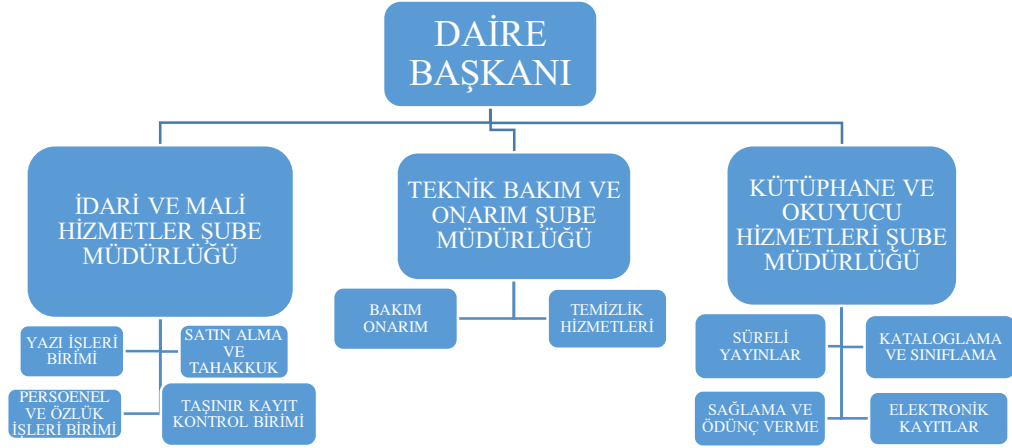 DAİRE
BAŞKANI
İDARİ VE MALİ
HİZMETLER ŞUBE
MÜDÜRLÜĞÜ
TEKNİK BAKIM VE
ONARIM ŞUBE
MÜDÜRLÜĞÜ
KÜTÜPHANE VE
OKUYUCU
HİZMETLERİ ŞUBE
MÜDÜRLÜĞÜ
YAZI İŞLERİ
BİRİMİ
SATIN ALMA
VE
TAHAKKUK
PERSOENEL
VE ÖZLÜK
İŞLERİ BİRİMİ
TAŞINIR KAYIT
KONTROL BİRIMİ
BAKIM
ONARIM
TEMİZLİK
HİZMETLERİ
SÜRELİ
YAYINLAR
KATALOGLAMA
VE SINIFLAMA
SAĞLAMA VE
ÖDÜNÇ VERME
ELEKTRONİK
KAYITLAR